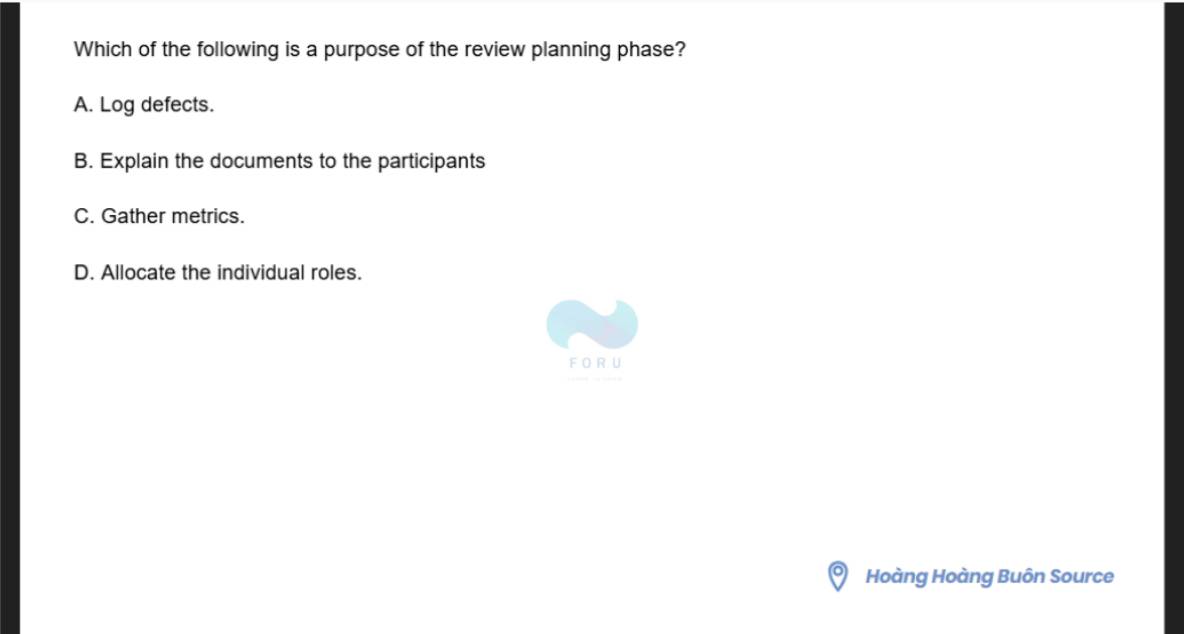 Which of the following is a purpose of the review planning phase?
A. Log defects.
B. Explain the documents to the participants
C. Gather metrics.
D. Allocate the individual roles.
FORU
Hoàng Hoàng Buôn Source